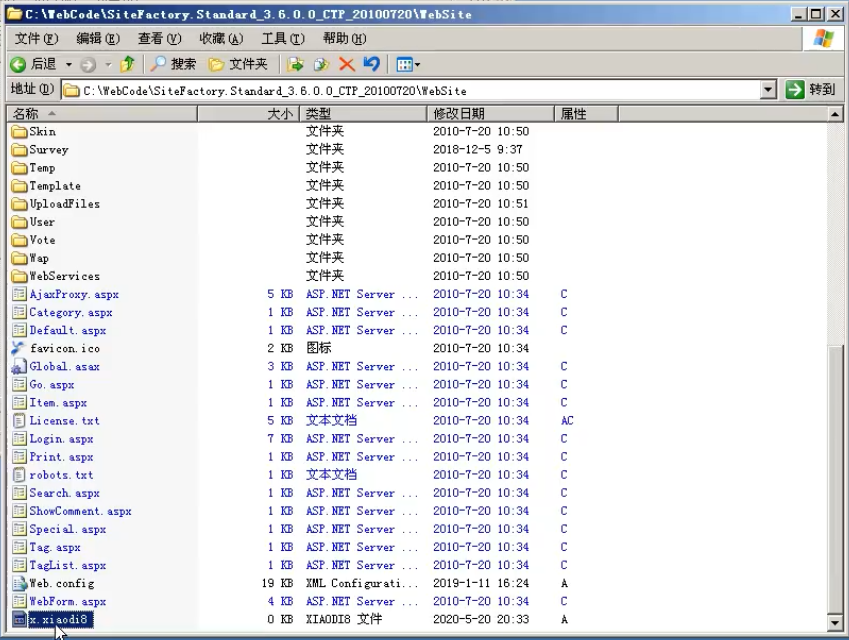 C:\WebCode\SiteFactory.Standard_3.6.0.0_CTP_20100720\WebSite
文件(F) 编辑(E) 查看(V) 收藏(A) 工具(T) 帮助(H)
后退 搜索 文件夹
地址(D) C:\WebCode\SiteFactory.Standard_3.6.0.0_CTP_20100720\WebSite 转到
名称 大小 类型 修改日期 属性
Skin 文件夹 2010-7-20 10:50
Survey 文件夹 2018-12-5 9:37
Temp 文件夹 2010-7-20 10:50
Template 文件夹 2010-7-20 10:50
UploadFiles 文件夹 2010-7-20 10:51
User 文件夹 2010-7-20 10:50
Vote 文件夹 2010-7-20 10:50
Wap 文件夹 2010-7-20 10:50
WebServices 文件夹 2010-7-20 10:50
AjaxProxy.aspx 5 KB ASP.NET Server ... 2010-7-20 10:34 C
Category.aspx 1 KB ASP.NET Server ... 2010-7-20 10:34 C
Default.aspx 1 KB ASP.NET Server ... 2010-7-20 10:34 C
favicon.ico 2 KB 图标 2010-7-20 10:34
Global.asax 3 KB ASP.NET Server ... 2010-7-20 10:34 C
Go.aspx 1 KB ASP.NET Server ... 2010-7-20 10:34 C
Item.aspx 1 KB ASP.NET Server ... 2010-7-20 10:34 C
License.txt 5 KB 文本文档 2010-7-20 10:34 AC
Login.aspx 7 KB ASP.NET Server ... 2010-7-20 10:34 C
Print.aspx 1 KB ASP.NET Server ... 2010-7-20 10:34 C
robots.txt 1 KB 文本文档 2010-7-20 10:34 C
Search.aspx 1 KB ASP.NET Server ... 2010-7-20 10:34 C
ShowComment.aspx 1 KB ASP.NET Server ... 2010-7-20 10:34 C
Special.aspx 1 KB ASP.NET Server ... 2010-7-20 10:34 C
Tag.aspx 1 KB ASP.NET Server ... 2010-7-20 10:34 C
TagList.aspx 1 KB ASP.NET Server ... 2010-7-20 10:34 C
Web.config 19 KB XML Configurati... 2019-1-11 16:24 A
WebForm.aspx 4 KB ASP.NET Server ... 2010-7-20 10:34 C
x.xiaodi8 0 KB XIAODI8 文件 2020-5-20 20:33 A